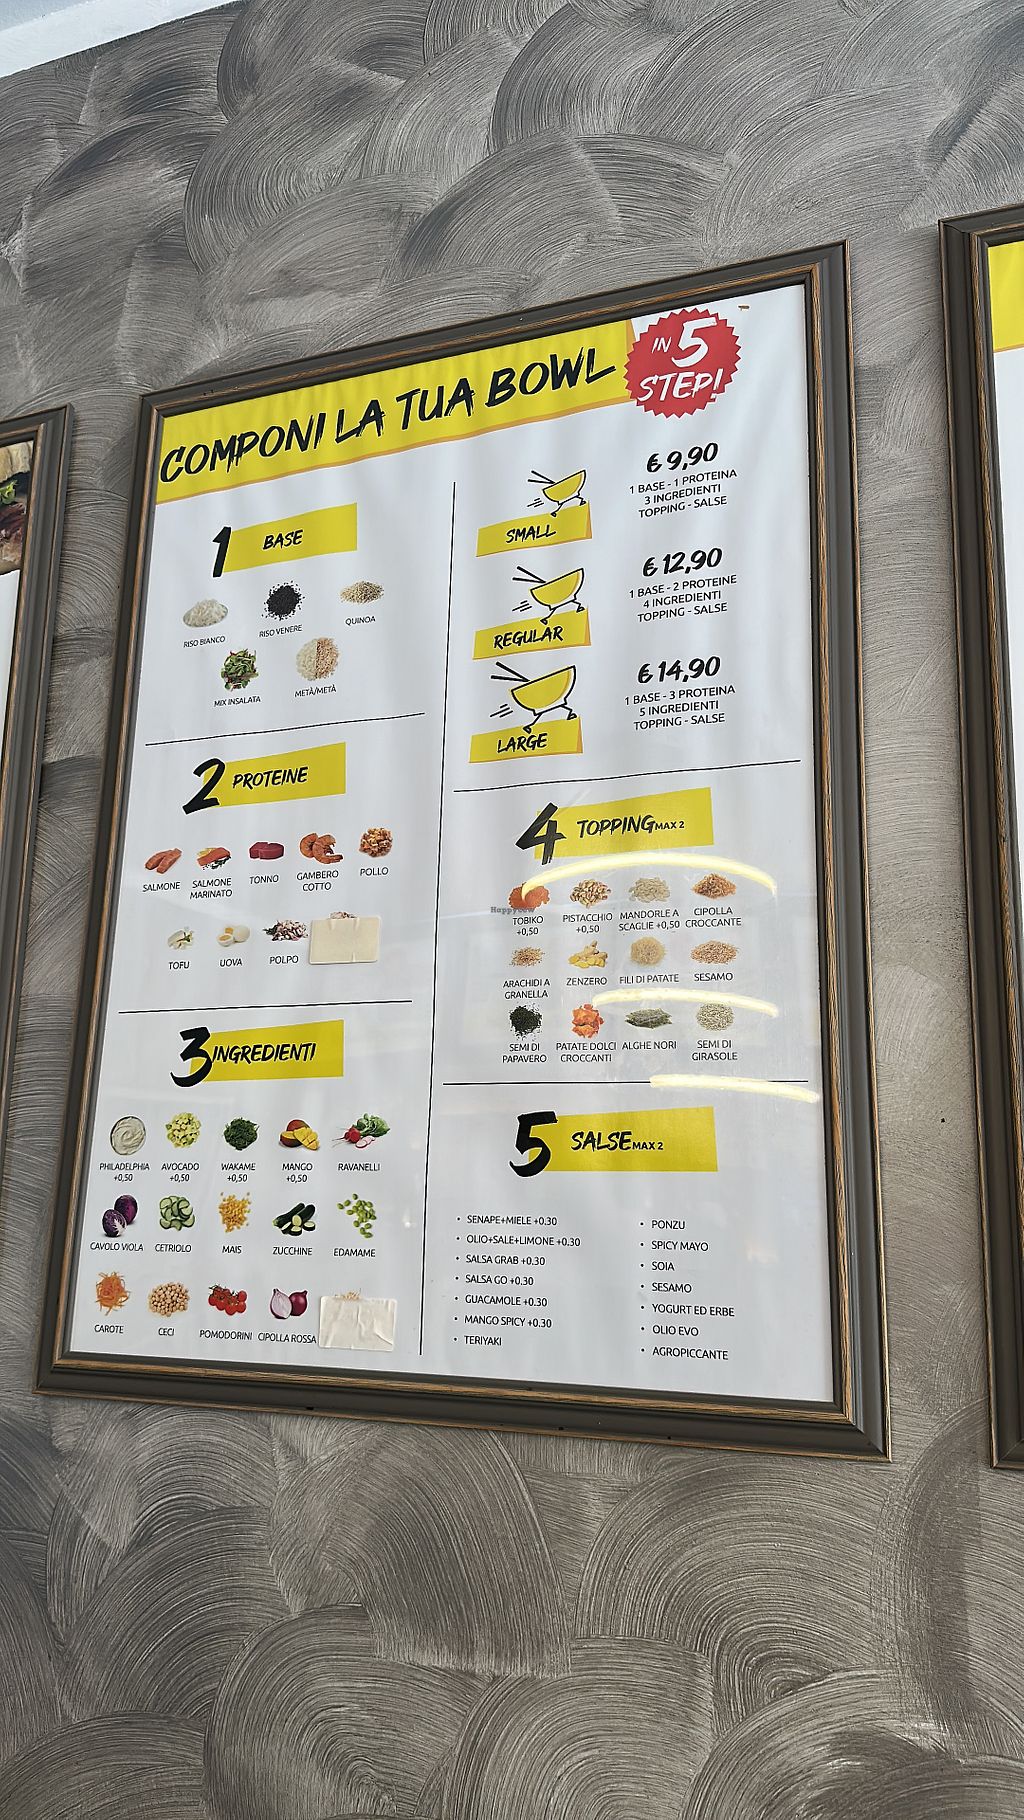 COMPONI LA TUA BOWL
IN 5
STEP!
1 BASE
RISO BIANCO
RISO VENERE
QUINOA
MIX INSALATA
METÀ/METÀ
€ 9,90
1 BASE - 1 PROTEINA
3 INGREDIENTI
TOPPING - SALSE
SMALL
€ 12,90
1 BASE - 2 PROTEINE
4 INGREDIENTI
TOPPING - SALSE
REGULAR
€ 14,90
1 BASE - 3 PROTEINA
5 INGREDIENTI
TOPPING - SALSE
LARGE
2 PROTEINE
SALMONE
SALMONE
MARINATO
TONNO
GAMBERO
COTTO
POLLO
TOFU
UOVA
POLPO
3 INGREDIENTI
PHILADELPHIA
+0,50
AVOCADO
+0,50
WAKAME
+0,50
MANGO
+0,50
RAVANELLI
CAVOLO VIOLA
CETRIOLO
MAIS
ZUCCHINE
EDAMAME
CAROTE
CECI
POMODORINI
CIPOLLA ROSSA
4 TOPPING MAX 2
HappyCow
TOBIKO
+0,50
PISTACCHIO
+0,50
MANDORLE A
SCAGLIE +0,50
CIPOLLA
CROCCANTE
ARACHIDI A
GRANELLA
ZENZERO
FILI DI PATATE
SESAMO
SEMI DI
PAPAVERO
PATATE DOLCI
CROCCANTI
ALGHE NORI
SEMI DI
GIRASOLE
5 SALSE MAX 2
• SENAPE+MIELE +0.30
• OLIO+SALE+LIMONE +0.30
• SALSA GRAB +0.30
• SALSA GO +0.30
• GUACAMOLE +0.30
• MANGO SPICY +0.30
• TERIYAKI
• PONZU
• SPICY MAYO
• SOIA
• SESAMO
• YOGURT ED ERBE
• OLIO EVO
• AGROPICCANTE